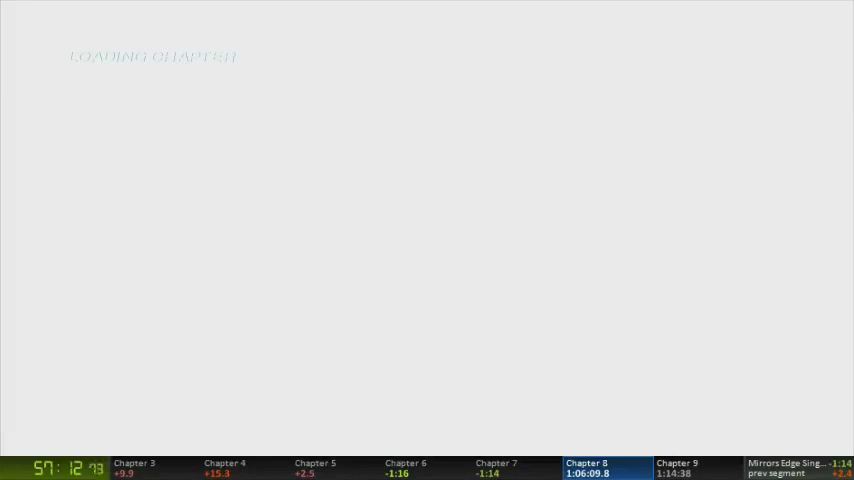 LOADING CHAPTER
57:12 73
Chapter 3
+9.9
Chapter 4
+15.3
Chapter 5
+2.5
Chapter 6
-1:16
Chapter 7
-1:14
Chapter 8
1:06:09.8
Chapter 9
1:14:38
Mirrors Edge Sing... -1:14
prev segment +2.4